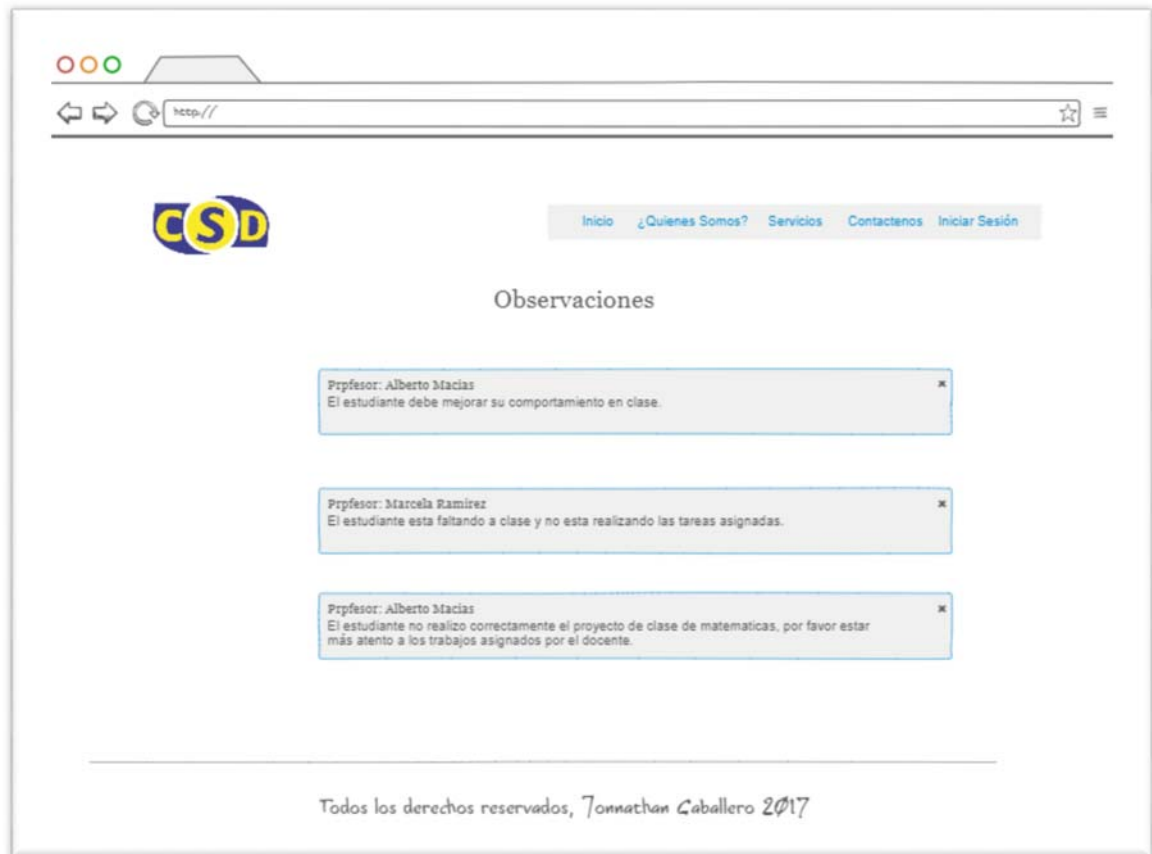 http://
CSD
Inicio ¿Quienes Somos? Servicios Contactenos Iniciar Sesión
Observaciones
Prpfesor: Alberto Macias
El estudiante debe mejorar su comportamiento en clase.
Prpfesor: Marcela Ramirez
El estudiante esta faltando a clase y no esta realizando las tareas asignadas.
Prpfesor: Alberto Macias
El estudiante no realizo correctamente el proyecto de clase de matematicas, por favor estar
más atento a los trabajos asignados por el docente.
Todos los derechos reservados, Jonnathan Caballero 2017